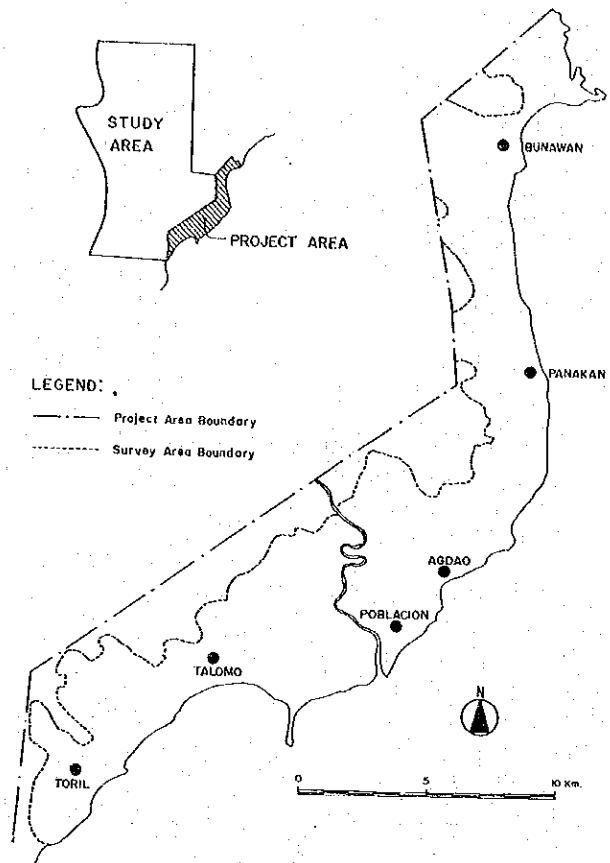 STUDY
AREA
PROJECT AREA
BUNAWAN
PANAKAN
LEGEND:
Project Area Boundary
Survey Area Boundary
AGDAO
POBLACION
TALOMO
N
TORIL
0 5 10 Km.